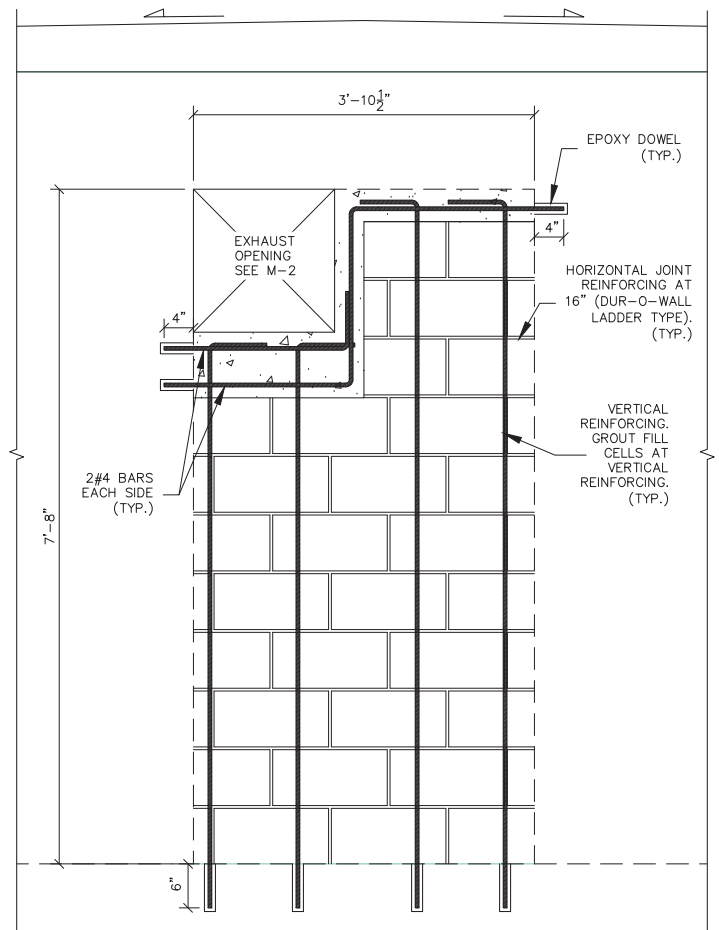 3'-10 1/2"
EPOXY DOWEL
(TYP.)
4"
EXHAUST
OPENING
SEE M-2
HORIZONTAL JOINT
REINFORCING AT
16" (DUR-O-WALL
LADDER TYPE).
(TYP.)
4"
VERTICAL
REINFORCING.
GROUT FILL
CELLS AT
VERTICAL
REINFORCING.
(TYP.)
2#4 BARS
EACH SIDE
(TYP.)
7'-8"
6"